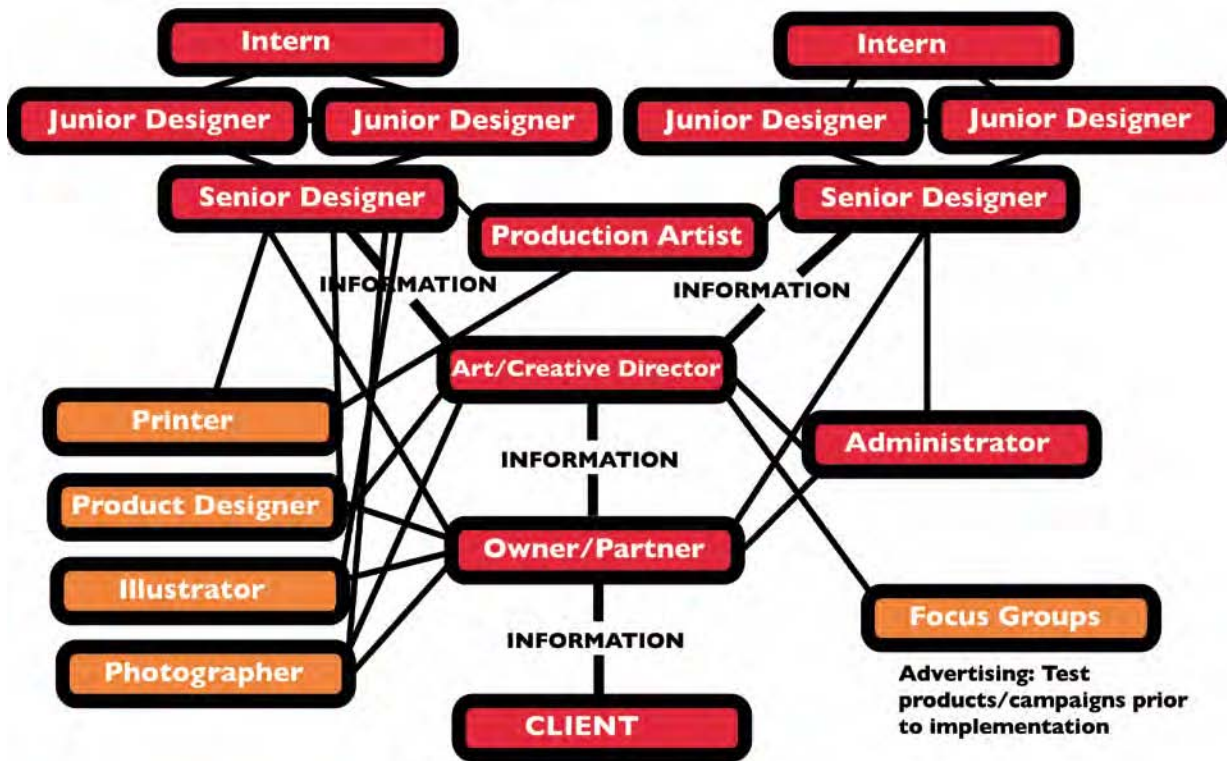 Intern
Intern
Junior Designer
Junior Designer
Junior Designer
Junior Designer
Senior Designer
Senior Designer
Production Artist
INFORMATION
INFORMATION
Art/Creative Director
Printer
Administrator
INFORMATION
Product Designer
Owner/Partner
Illustrator
Focus Groups
INFORMATION
Photographer
Advertising: Test
products/campaigns prior
to implementation
CLIENT